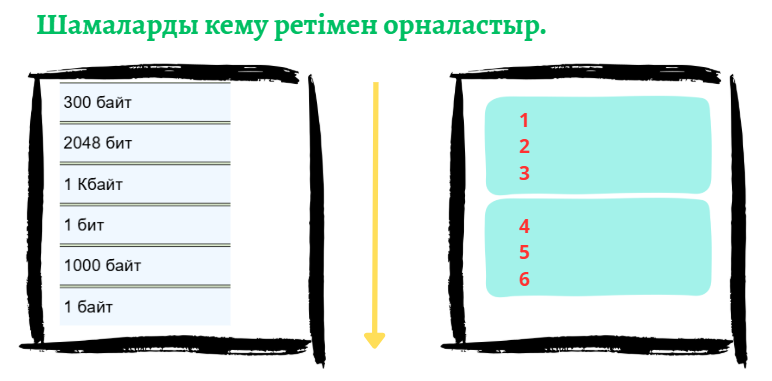 Шамаларды кему ретімен орналастыр.
300 байт
2048 бит
1 Кбайт
1 бит
1000 байт
1 байт
1
2
3
4
5
6